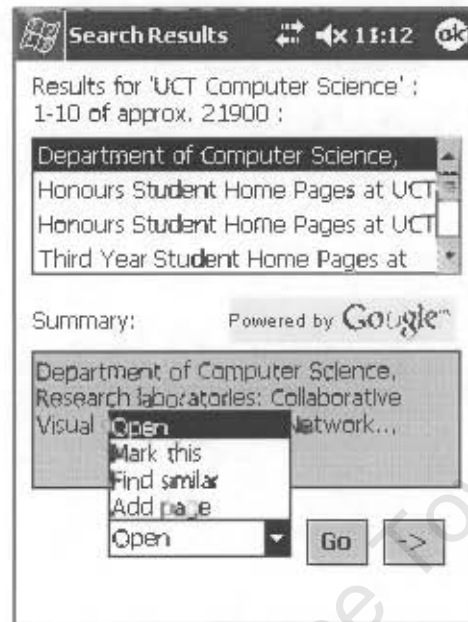 Search Results 11:12 ok
Results for 'UCT Computer Science' :
1-10 of approx. 21900 :
Department of Computer Science,
Honours Student Home Pages at UCT
Honours Student Home Pages at UCT
Third Year Student Home Pages at
Summary: Powered by Google™
Department of Computer Science,
Research laboratories: Collaborative
Visual Network...
Open
Mark this
Find similar
Add page
Open Go ->